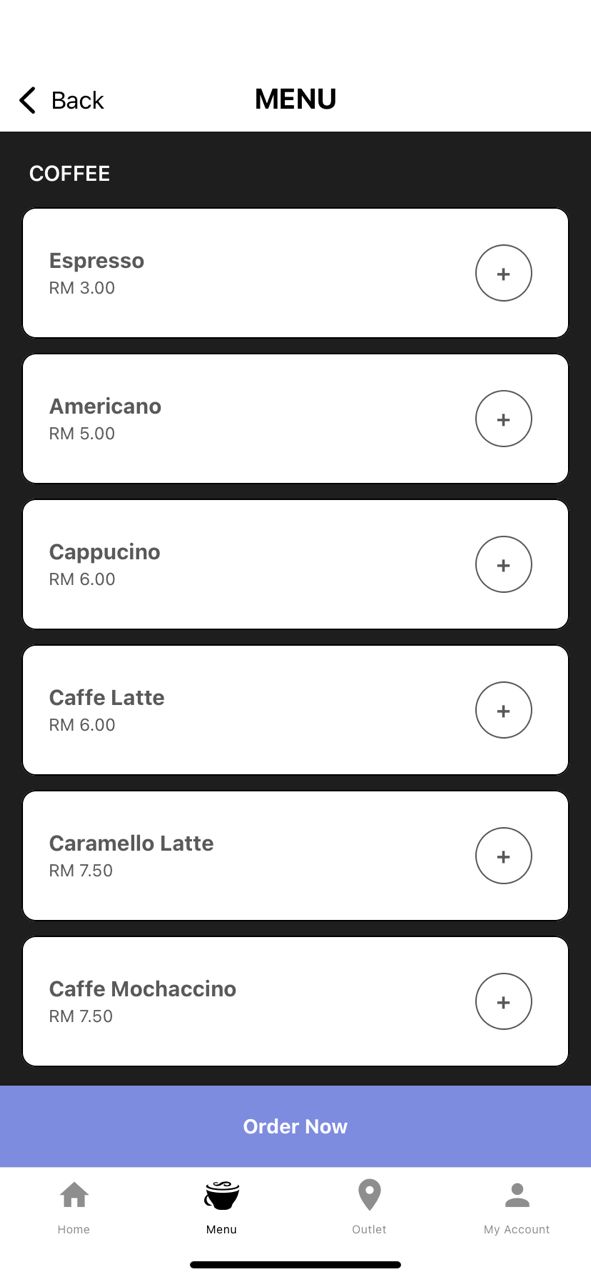 Back
MENU
COFFEE
Espresso
RM 3.00
+
Americano
RM 5.00
+
Cappucino
RM 6.00
+
Caffe Latte
RM 6.00
+
Caramello Latte
RM 7.50
+
Caffe Mochaccino
RM 7.50
+
Order Now
Home
Menu
Outlet
My Account